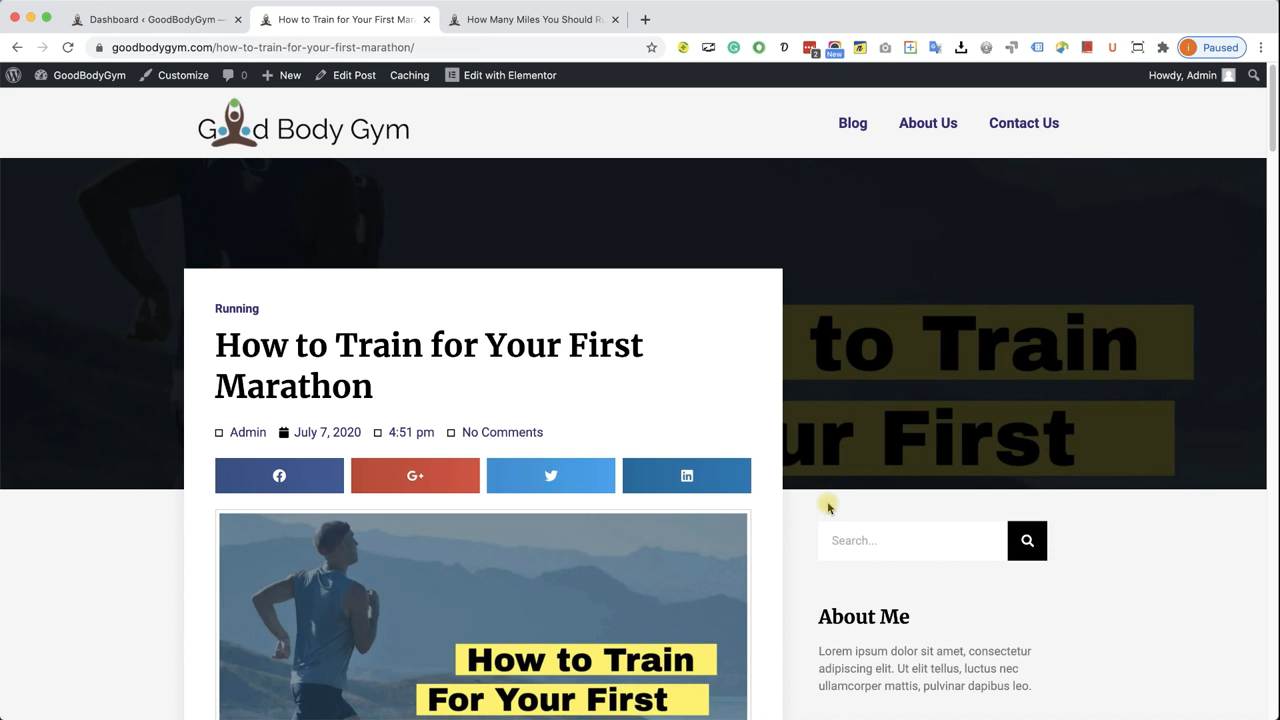 Dashboard ‹ GoodBodyGym —
How to Train for Your First Mar
How Many Miles You Should R
goodbodygym.com/how-to-train-for-your-first-marathon/
2
New
i Paused
GoodBodyGym Customize 0 New Edit Post Caching Edit with Elementor Howdy, Admin
Good Body Gym
Blog About Us Contact Us
to Train
ur First
Running
How to Train for Your First
Marathon
Admin July 7, 2020 4:51 pm No Comments
Search...
How to Train
For Your First
About Me
Lorem ipsum dolor sit amet, consectetur
adipiscing elit. Ut elit tellus, luctus nec
ullamcorper mattis, pulvinar dapibus leo.